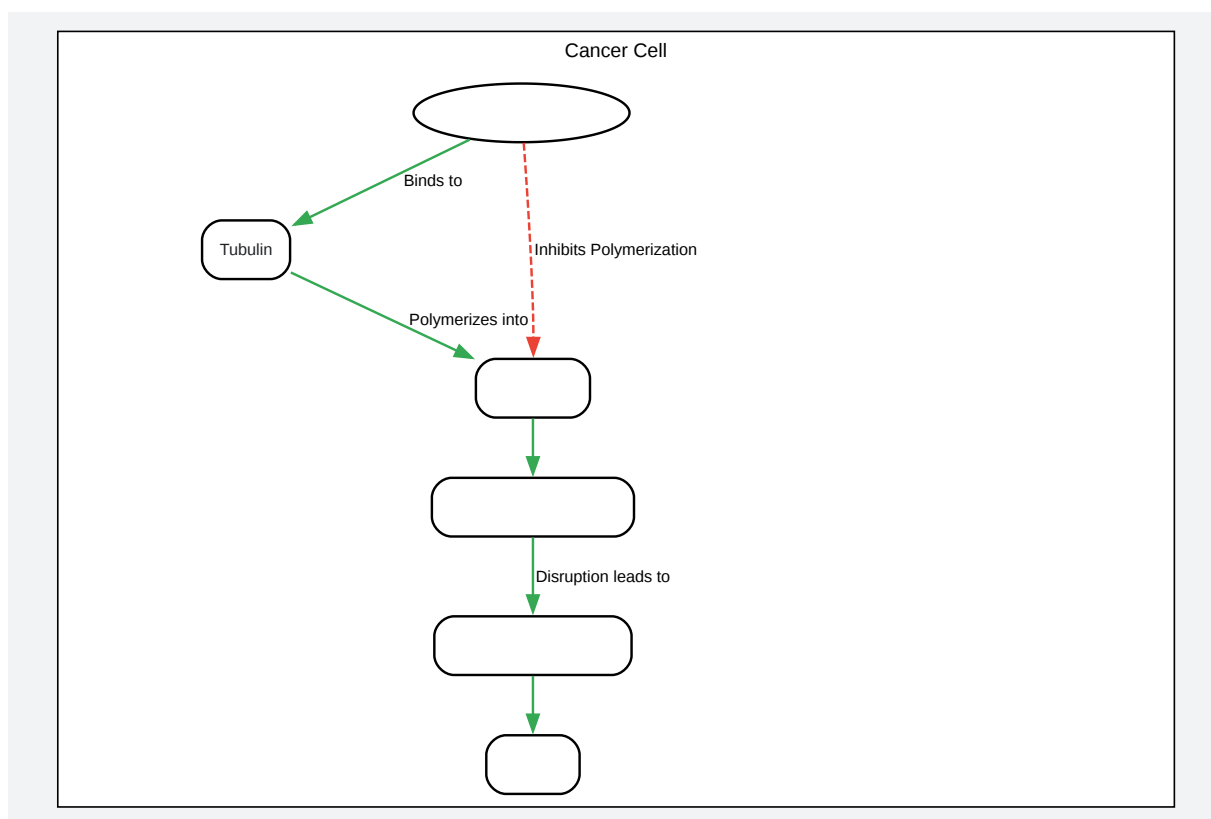 Cancer Cell
Binds to
Tubulin
Inhibits Polymerization
Polymerizes into
Disruption leads to